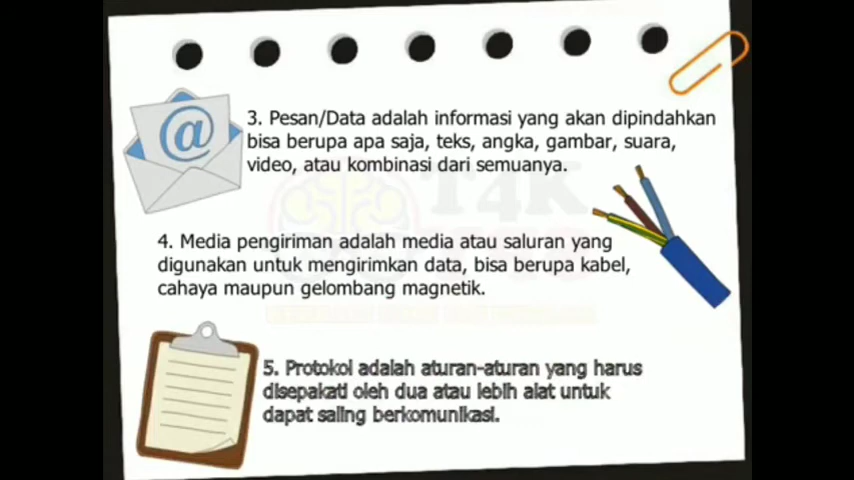 3. Pesan/Data adalah informasi yang akan dipindahkan
bisa berupa apa saja, teks, angka, gambar, suara,
video, atau kombinasi dari semuanya.
T4K
4. Media pengiriman adalah media atau saluran yang
digunakan untuk mengirimkan data, bisa berupa kabel,
cahaya maupun gelombang magnetik.
5. Protokol adalah aturan-aturan yang harus
disepakati oleh dua atau lebih alat untuk
dapat saling berkomunikasi.